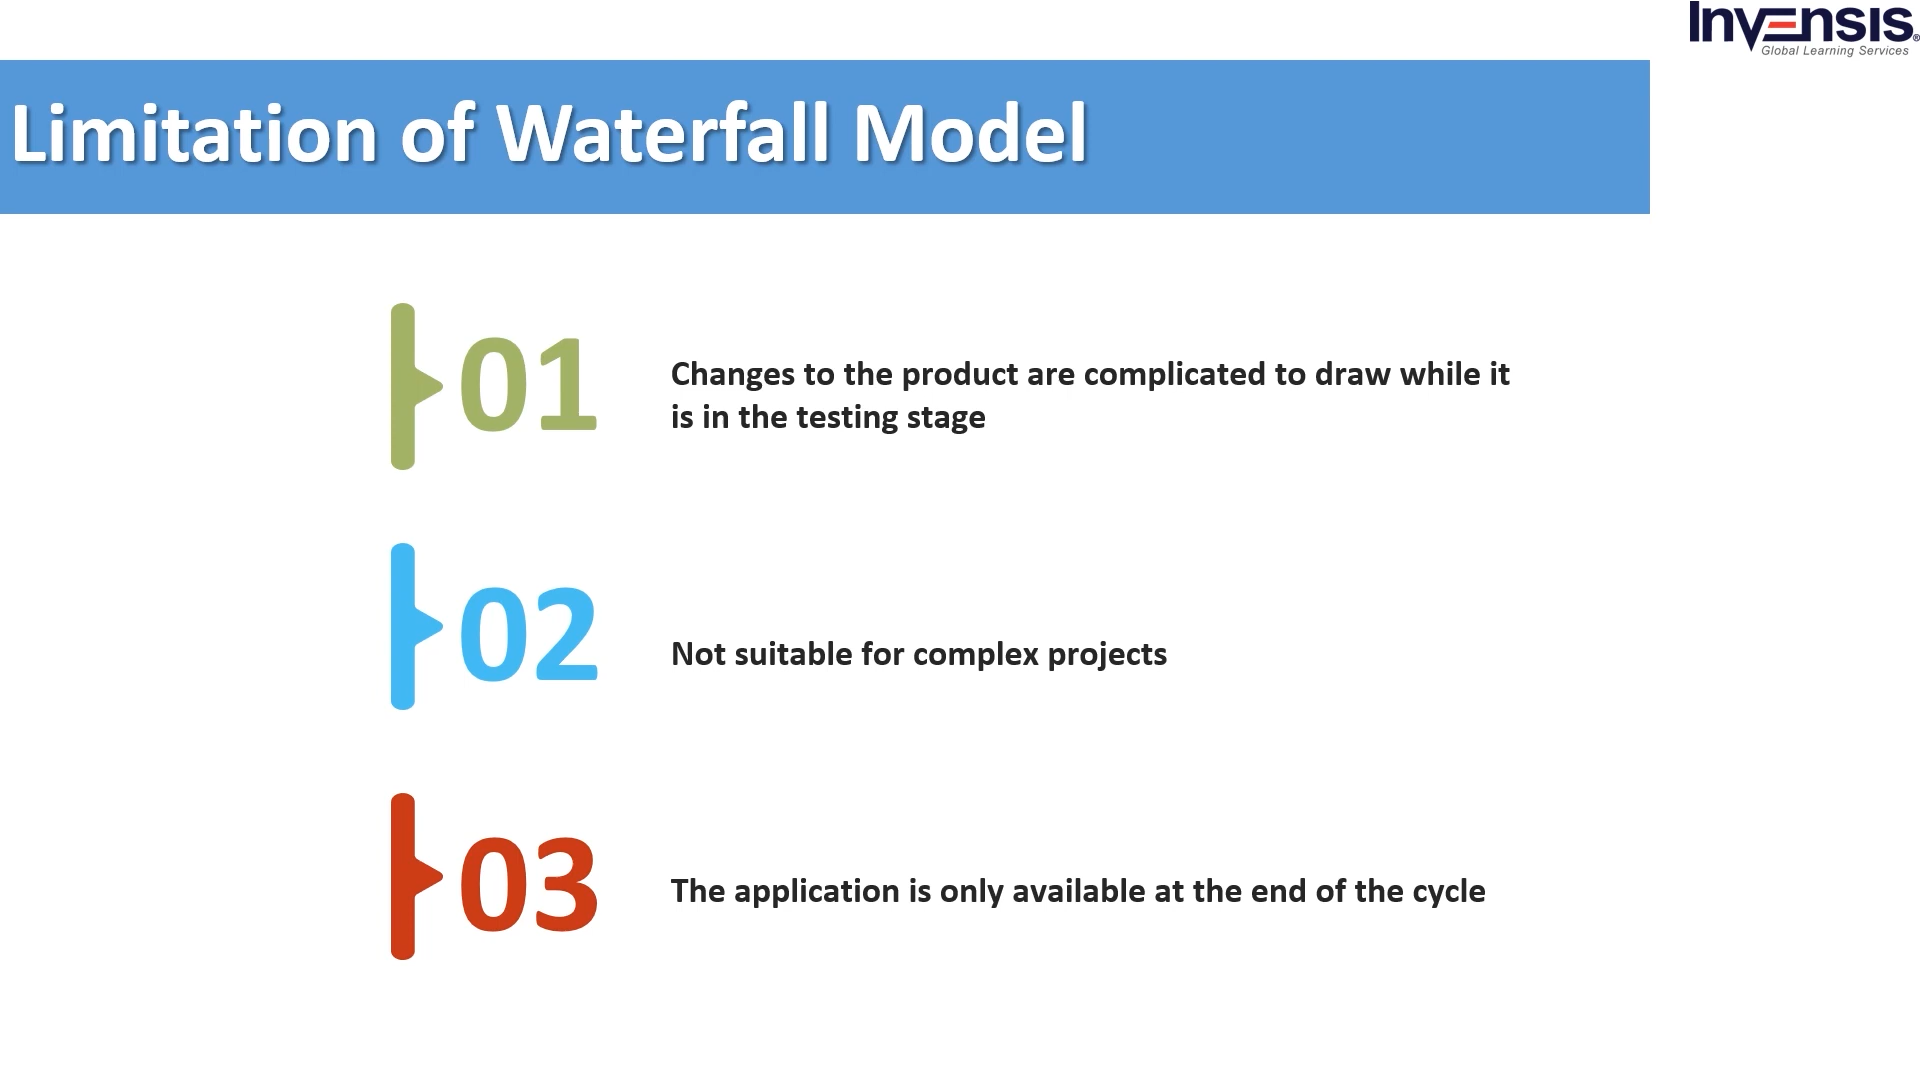 Invensis®
Global Learning Services
Limitation of Waterfall Model
01
Changes to the product are complicated to draw while it
is in the testing stage
02
Not suitable for complex projects
03
The application is only available at the end of the cycle